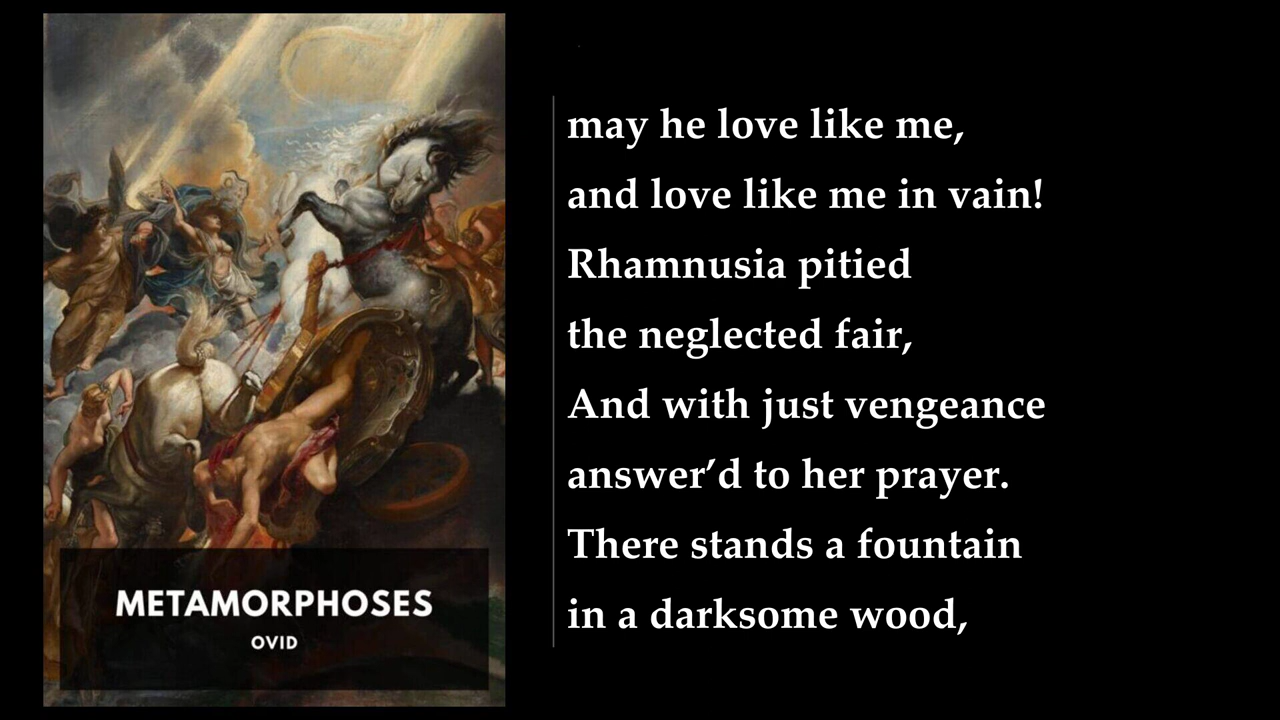 METAMORPHOSES
OVID
may he love like me,
and love like me in vain!
Rhamnusia pitied
the neglected fair,
And with just vengeance
answer’d to her prayer.
There stands a fountain
in a darksome wood,